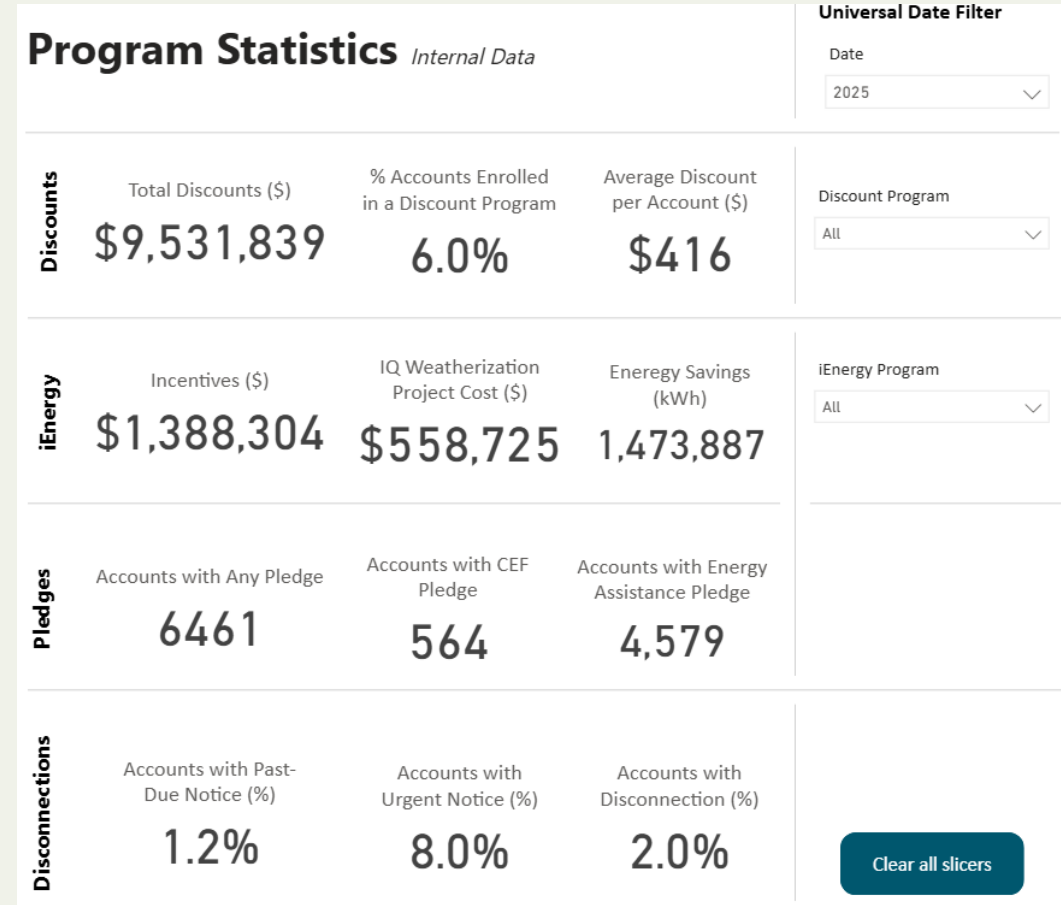 Program Statistics Internal Data
Universal Date Filter
Date
2025
Discounts
Total Discounts ($)
$9,531,839
% Accounts Enrolled
in a Discount Program
6.0%
Average Discount
per Account ($)
$416
Discount Program
All
iEnergy
Incentives ($)
$1,388,304
IQ Weatherization
Project Cost ($)
$558,725
Eneregy Savings
(kWh)
1,473,887
iEnergy Program
All
Pledges
Accounts with Any Pledge
6461
Accounts with CEF
Pledge
564
Accounts with Energy
Assistance Pledge
4,579
Disconnections
Accounts with Past-
Due Notice (%)
1.2%
Accounts with
Urgent Notice (%)
8.0%
Accounts with
Disconnection (%)
2.0%
Clear all slicers